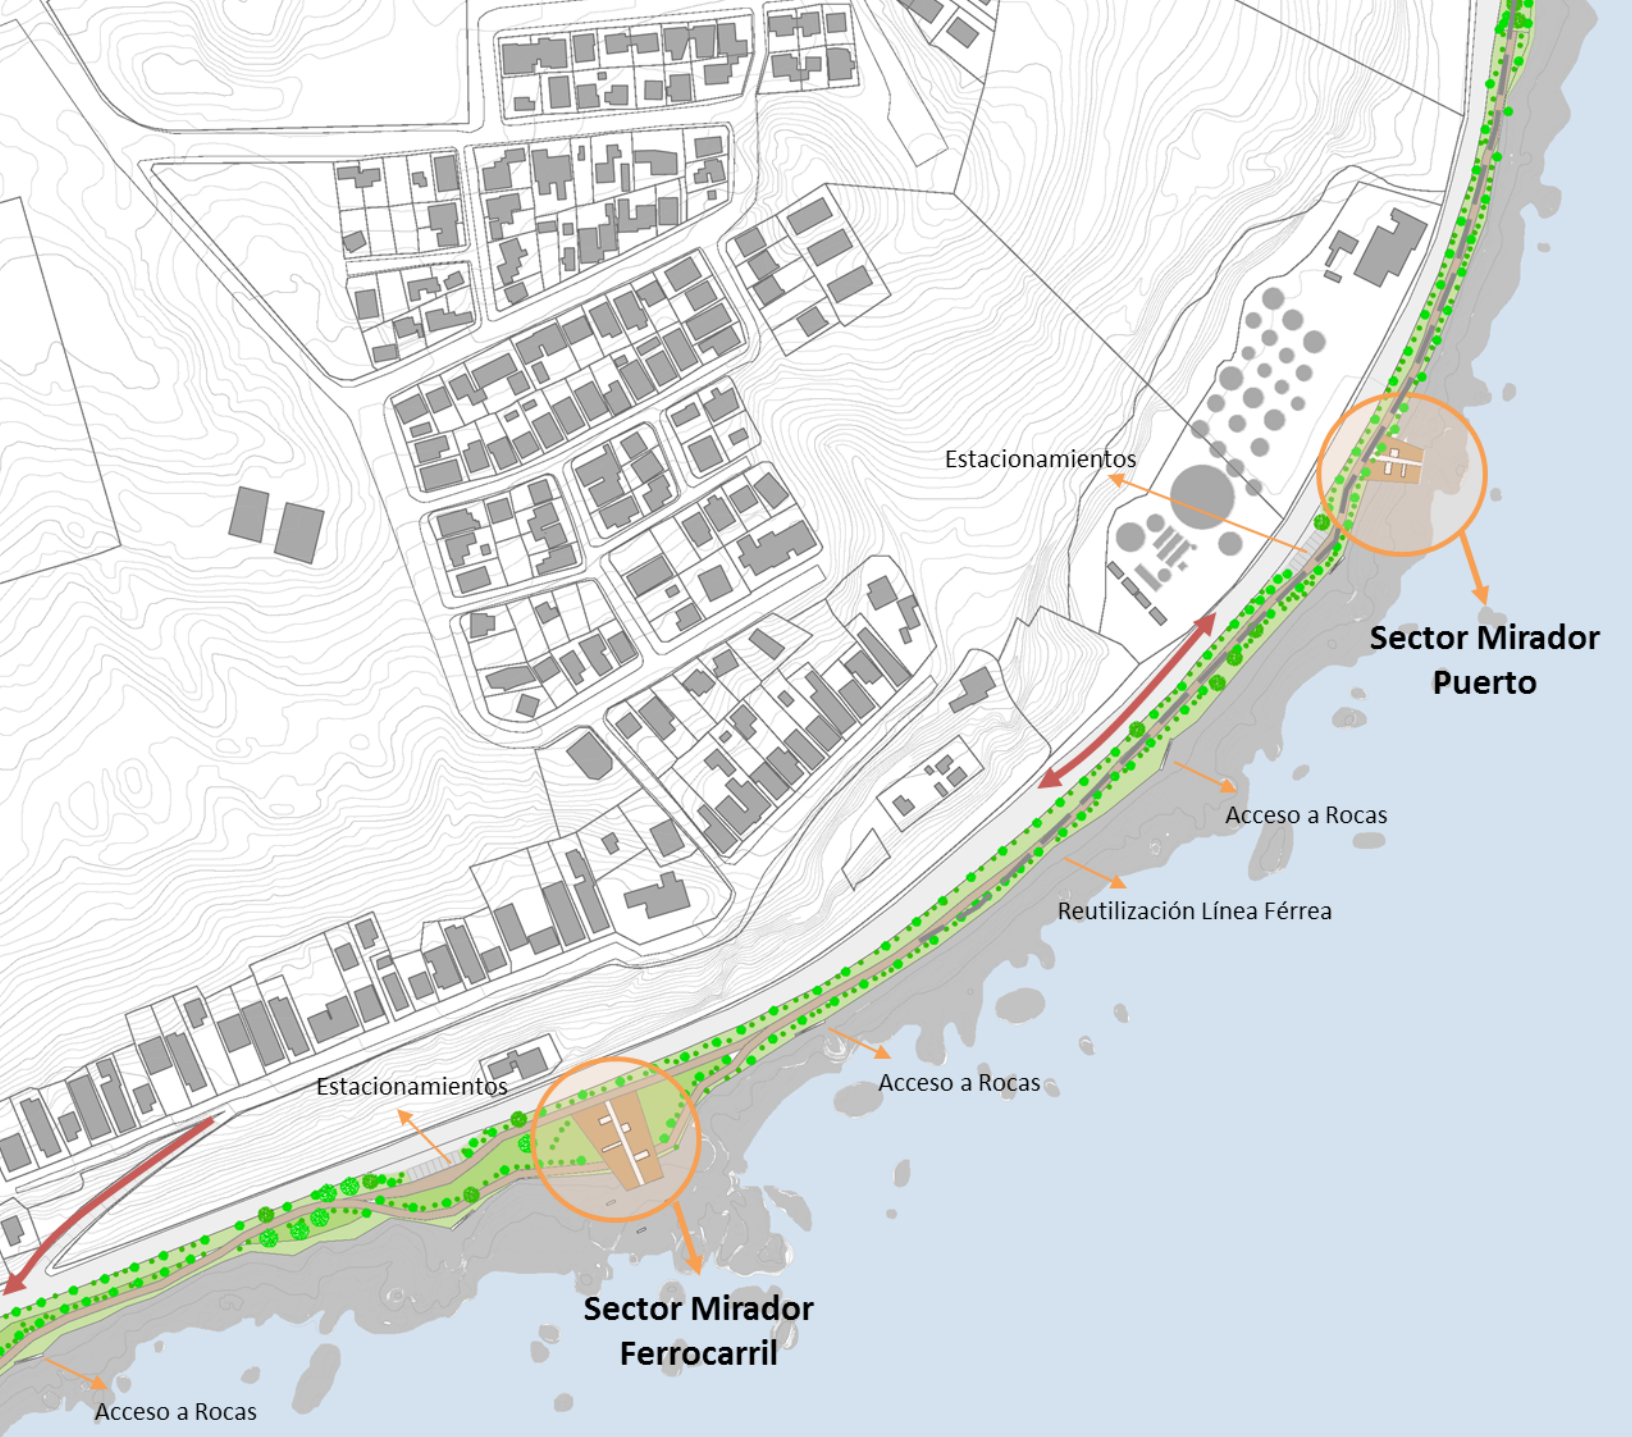 Estacionamientos
Sector Mirador
Puerto
Acceso a Rocas
Reutilización Línea Férrea
Acceso a Rocas
Estacionamientos
Sector Mirador
Ferrocarril
Acceso a Rocas